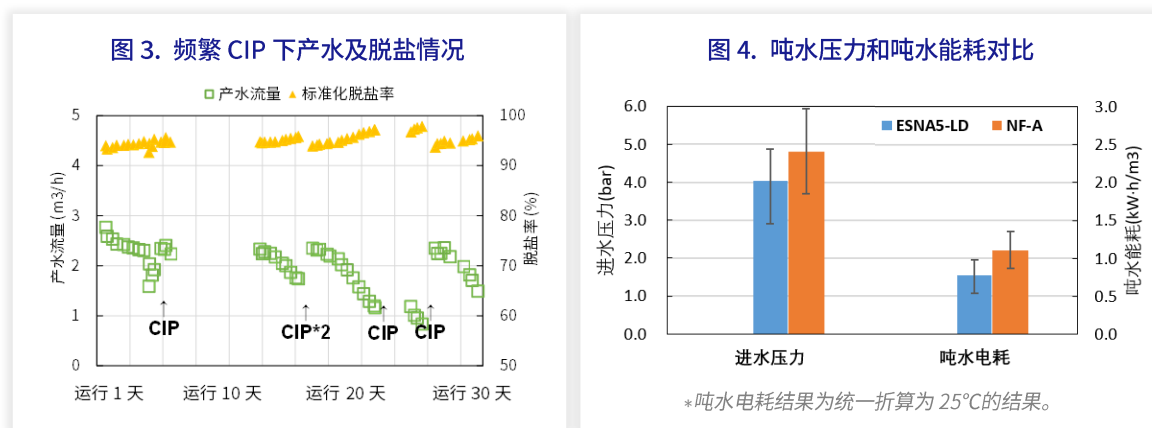 图 3. 频繁 CIP 下产水及脱盐情况
产水流量 标准化脱盐率
5
4
3
2
1
0
产水流量 (m3/h)
100
90
80
70
60
50
脱盐率 (%)
CIP
CIP*2
CIP
CIP
运行 1 天 运行 10 天 运行 20 天 运行 30 天
图 4. 吨水压力和吨水能耗对比
ESNA5-LD NF-A
6.0
5.0
4.0
3.0
2.0
1.0
0.0
进水压力(bar)
3.0
2.5
2.0
1.5
1.0
0.5
0.0
吨水能耗(kW·h/m3)
进水压力 吨水电耗
*吨水电耗结果为统一折算为 25℃的结果。